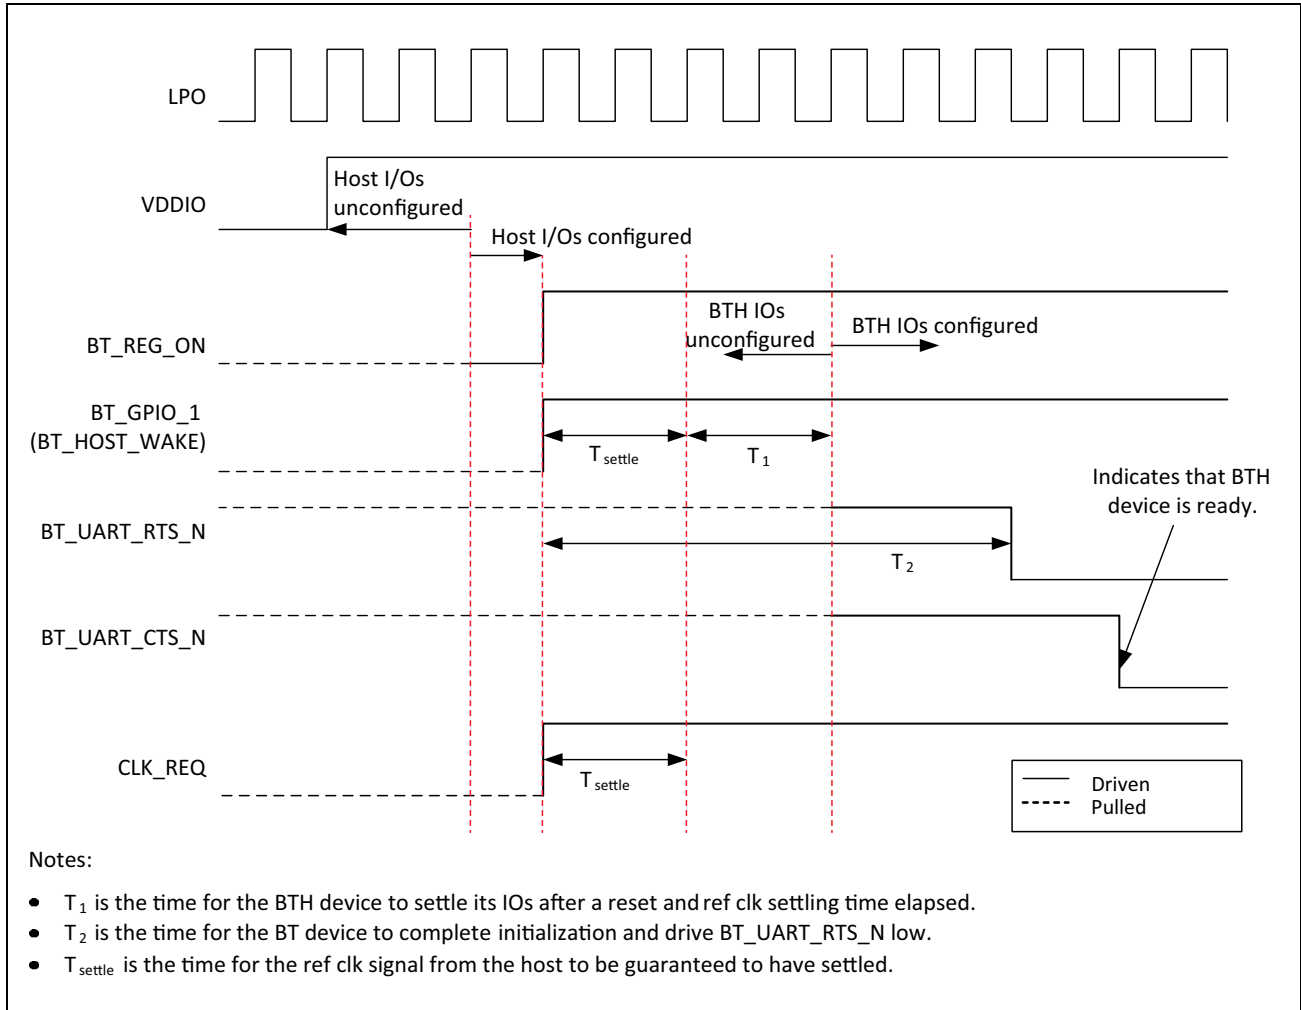 LPO
VDDIO
Host I/Os
unconfigured
Host I/Os configured
BT_REG_ON
BTH IOs
unconfigured
BTH IOs configured
BT_GPIO_1
(BT_HOST_WAKE)
Tsettle
T1
Indicates that BTH
device is ready.
BT_UART_RTS_N
T2
BT_UART_CTS_N
CLK_REQ
Tsettle
Driven
Pulled
Notes:
• T1 is the time for the BTH device to settle its IOs after a reset and ref clk settling time elapsed.
• T2 is the time for the BT device to complete initialization and drive BT_UART_RTS_N low.
• Tsettle is the time for the ref clk signal from the host to be guaranteed to have settled.